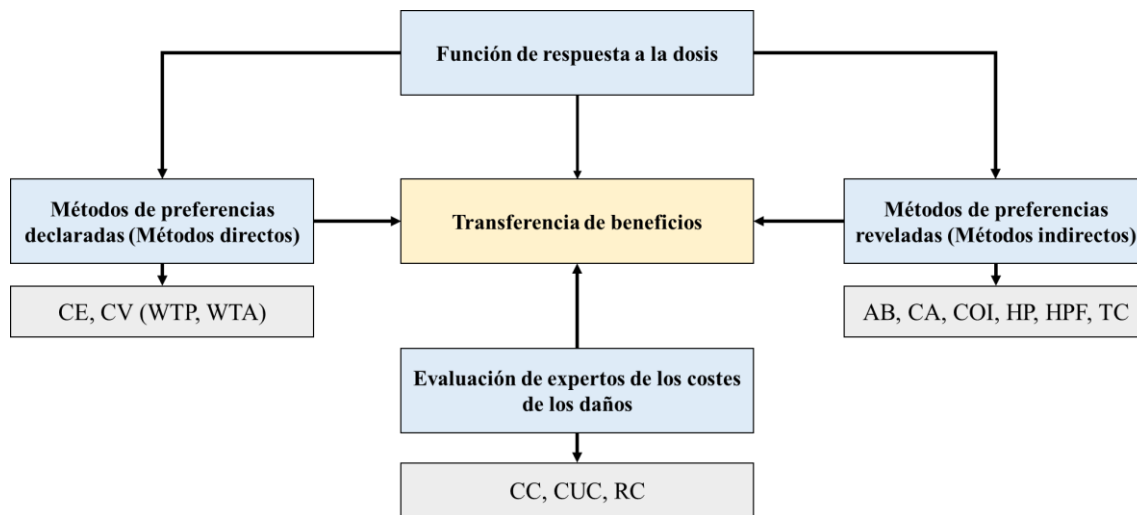 Función de respuesta a la dosis
Métodos de preferencias
declaradas (Métodos directos)
Transferencia de beneficios
Métodos de preferencias
reveladas (Métodos indirectos)
CE, CV (WTP, WTA)
AB, CA, COI, HP, HPF, TC
Evaluación de expertos de los costes
de los daños
CC, CUC, RC